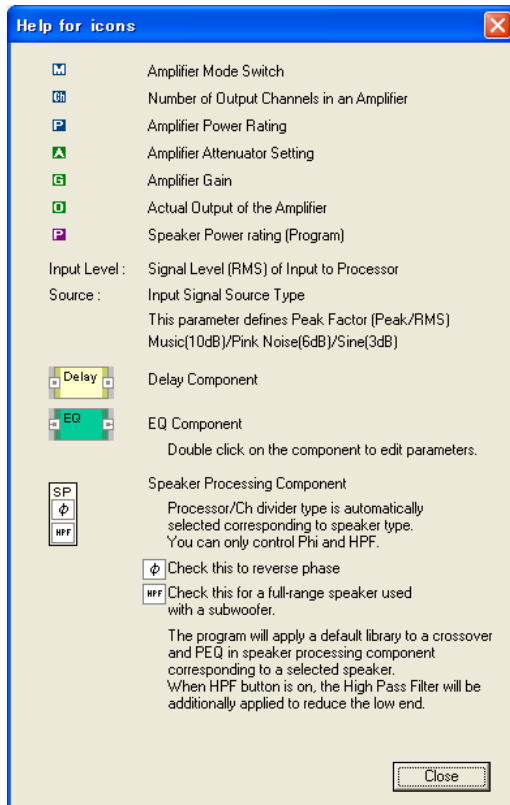 Help for icons
M Amplifier Mode Switch
Ch Number of Output Channels in an Amplifier
P Amplifier Power Rating
A Amplifier Attenuator Setting
G Amplifier Gain
O Actual Output of the Amplifier
P Speaker Power rating (Program)
Input Level : Signal Level (RMS) of Input to Processor
Source : Input Signal Source Type
This parameter defines Peak Factor (Peak/RMS)
Music(10dB)/Pink Noise(6dB)/Sine(3dB)
Delay Delay Component
EQ EQ Component
Double click on the component to edit parameters.
SP Speaker Processing Component
ϕ
HPF
Processor/Ch divider type is automatically
selected corresponding to speaker type.
You can only control Phi and HPF.
ϕ Check this to reverse phase
HPF Check this for a full-range speaker used
with a subwoofer.
The program will apply a default library to a crossover
and PEQ in speaker processing component
corresponding to a selected speaker.
When HPF button is on, the High Pass Filter will be
additionally applied to reduce the low end.
Close